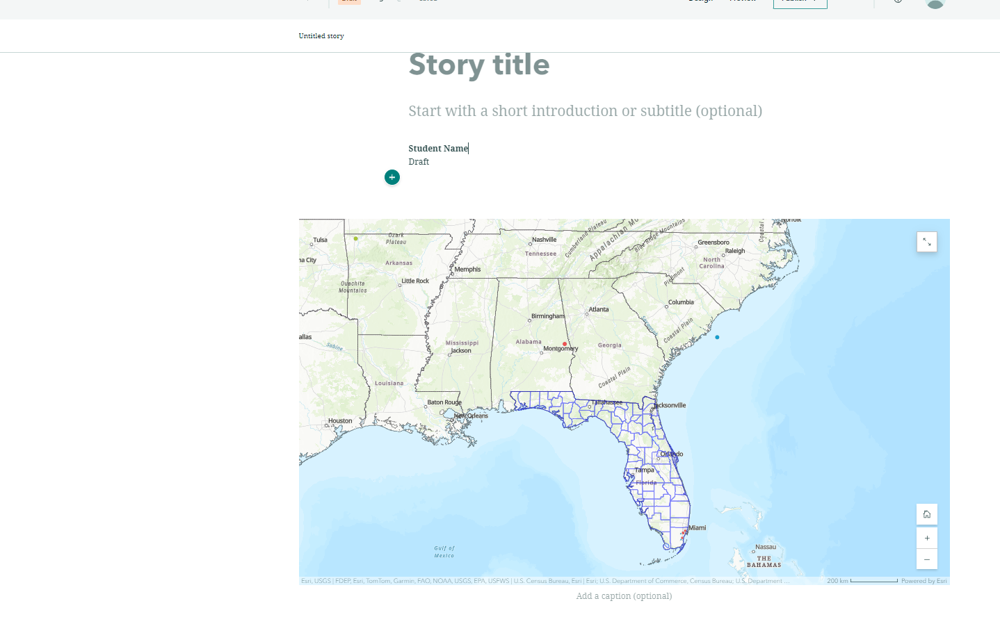 Untitled story
Story title
Start with a short introduction or subtitle (optional)
Student Name
Draft
Norfolk
Tulsa
Ozark
Plateau
Nashville
Tennessee
Cumberland Plateau
Appalachian
Blue Ridge Mountains
Coastal
Greensboro
Raleigh
North
Carolina
na City
Arkansas
Memphis
Little Rock
Ouachita
Mountains
Piedmont
Columbia
Atlanta
Birmingham
allas
Sabine
Savannah
Coastal Plain
Mississippi
Jackson
Alabama
Montgomery
Georgia
Coastal Plain
Louisiana
Baton Rouge
Tallahassee
Jacksonville
New Orleans
Houston
Orlando
Tampa
Florida
Miami
Gulf of
Mexico
Nassau
THE
BAHAMAS
Esri, USGS | FDEP, Esri, TomTom, Garmin, FAO, NOAA, USGS, EPA, USFWS | U.S. Census Bureau, Esri | Esri; U.S. Department of Commerce, Census Bureau; U.S. Department ...
200 km
Powered by Esri
Add a caption (optional)